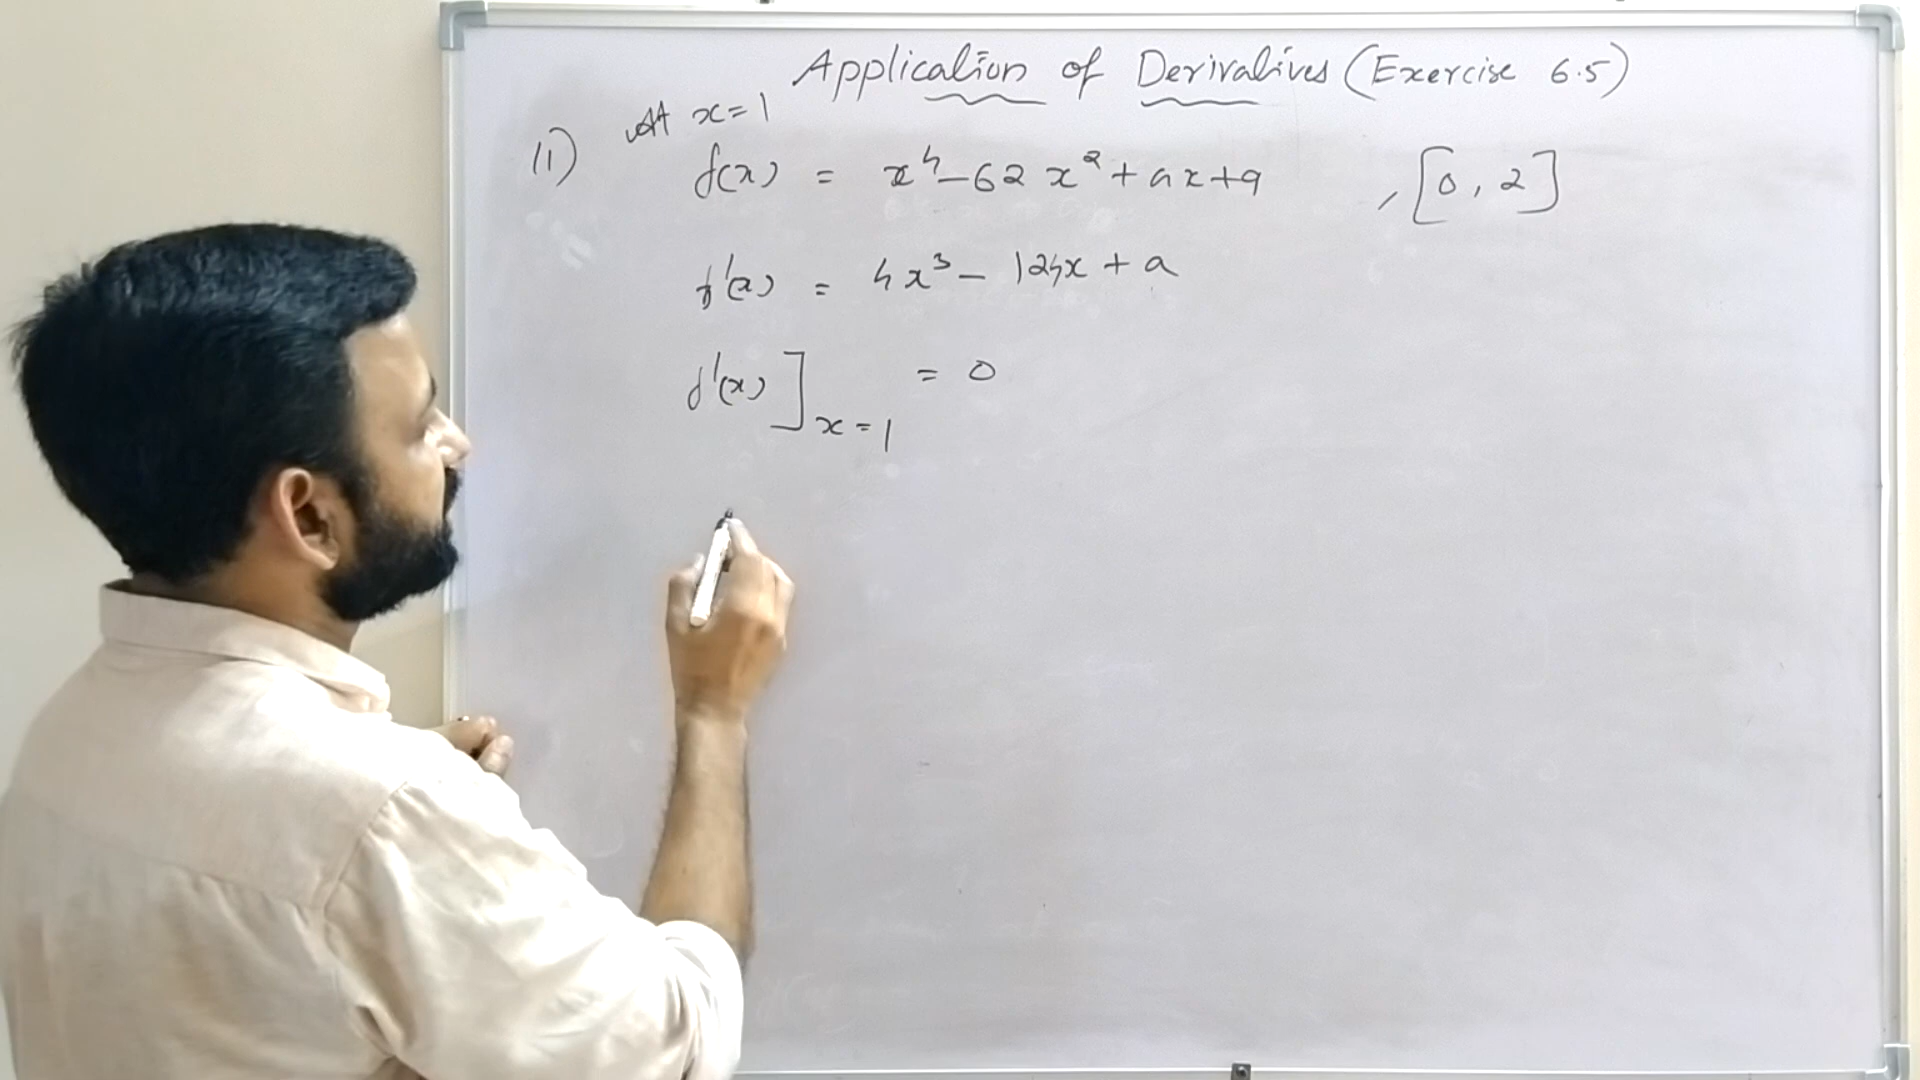 Application of Derivatives (Exercise 6.5)
11) at x=1
f(x) = x⁴-62x²+ax+9 , [0, 2]
f'(x) = 4x³ - 124x + a
f'(x)]ₓ₌₁ = 0